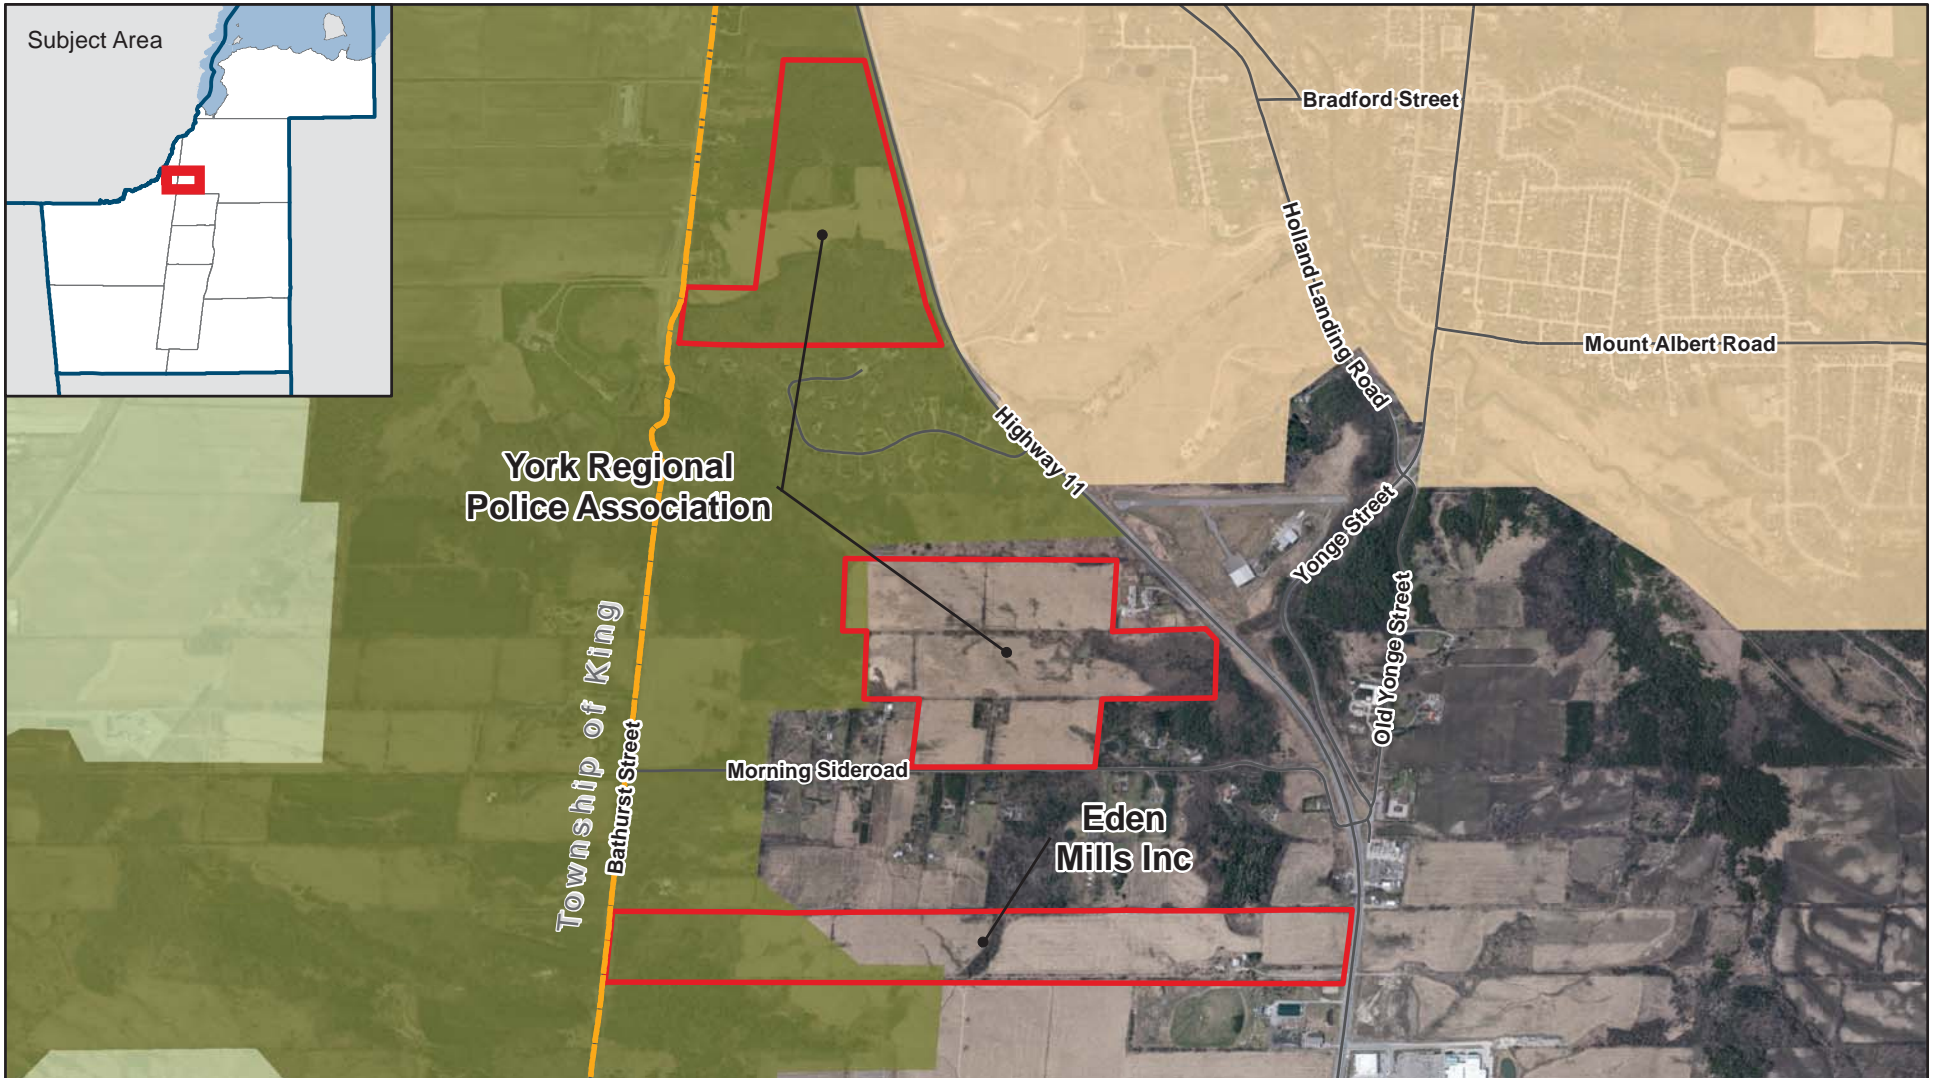 Subject Area
Bradford Street
Holland Landing Road
Mount Albert Road
Highway 11
York Regional
Police Association
Yonge Street
Old Yonge Street
Township of King
Bathurst Street
Morning Sideroad
Eden
Mills Inc